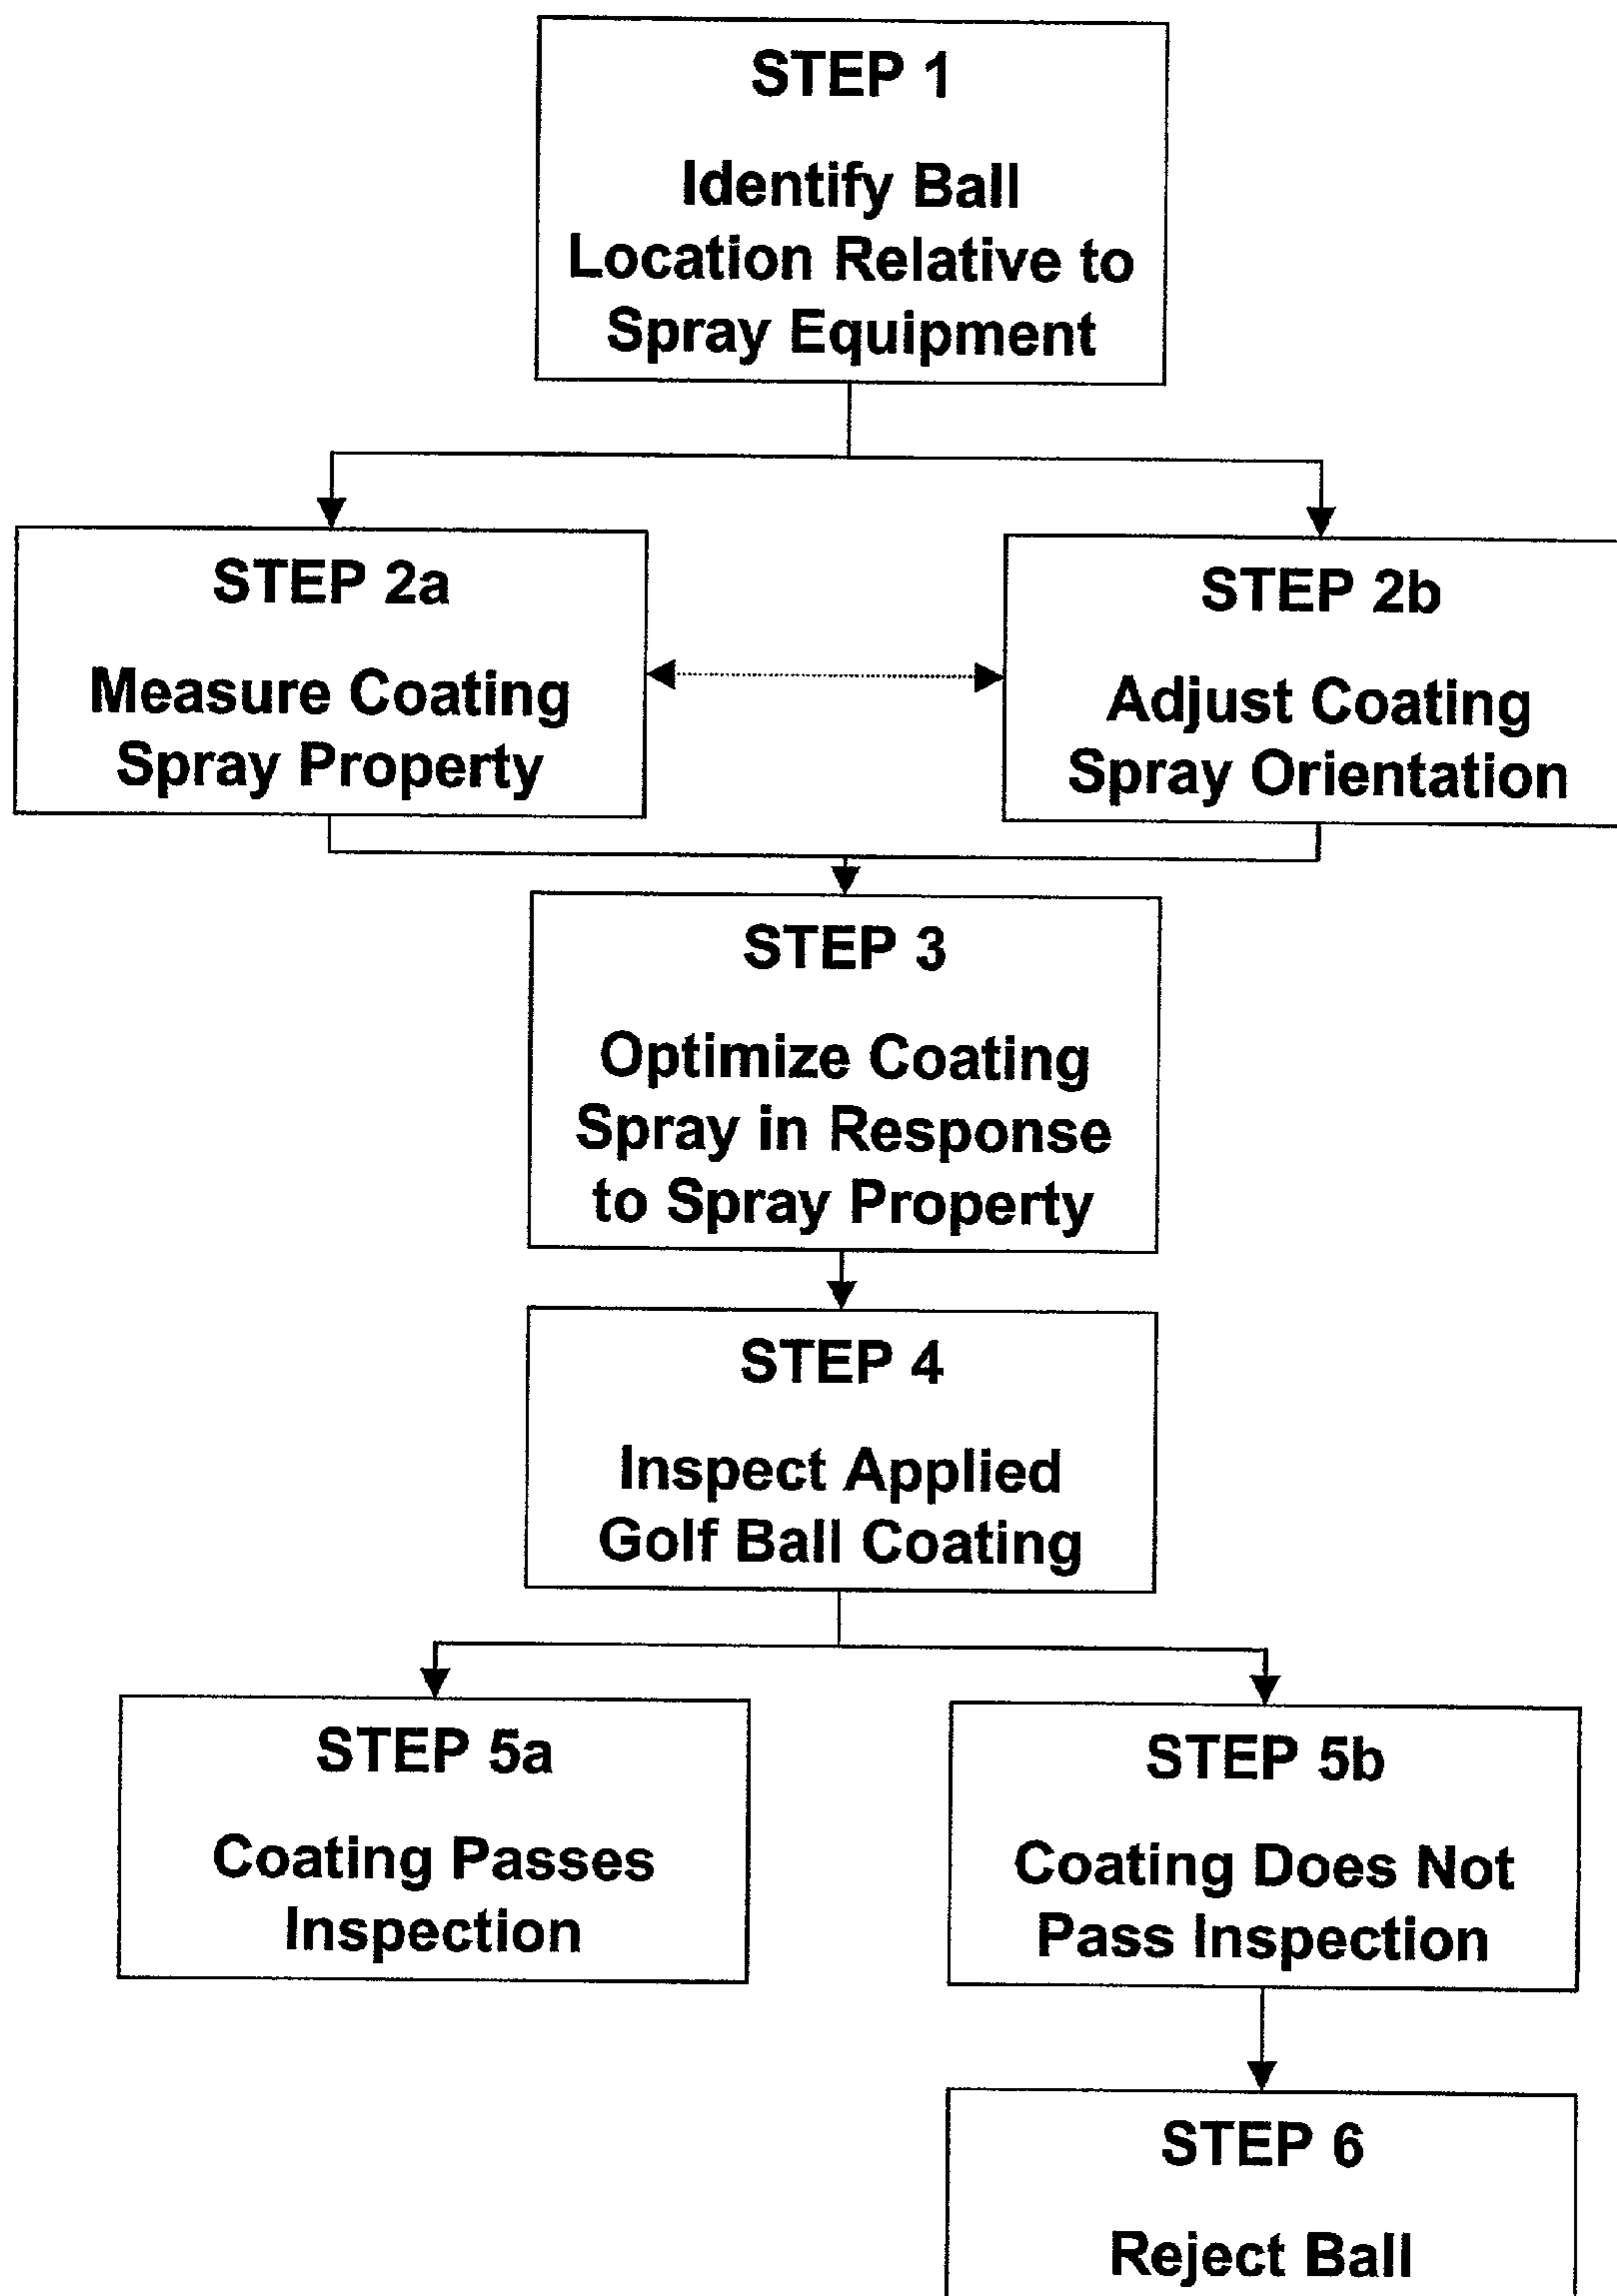 STEP 1
Identify Ball
Location Relative to
Spray Equipment
STEP 2a
Measure Coating
Spray Property
STEP 2b
Adjust Coating
Spray Orientation
STEP 3
Optimize Coating
Spray in Response
to Spray Property
STEP 4
Inspect Applied
Golf Ball Coating
STEP 5a
Coating Passes
Inspection
STEP 5b
Coating Does Not
Pass Inspection
STEP 6
Reject Ball